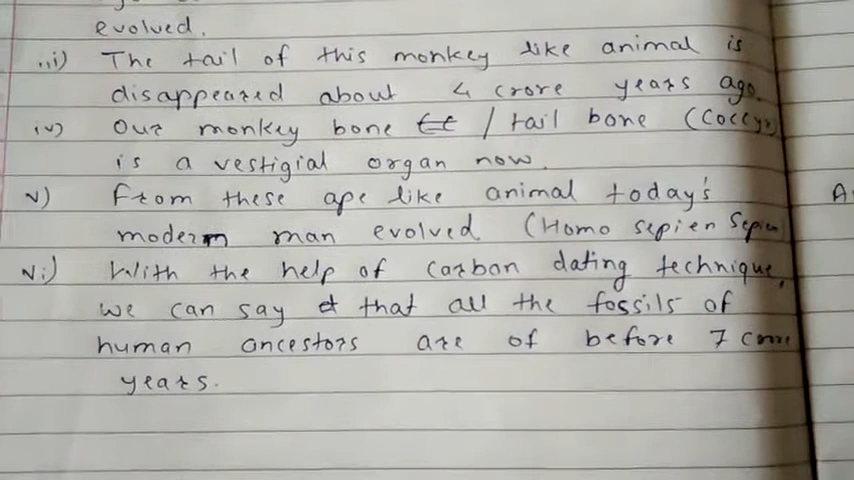 evolved.
iii) The tail of this monkey like animal is
disappeared about 4 crore years ago.
iv) Our monkey bone / tail bone (Coccyx
is a vestigial organ now.
v) From these ape like animal today's
modern man evolved (Homo sepien Sepien
vi) With the help of carbon dating technique,
we can say that all the fossils of
human ancestors are of before 7 crore
years.
A